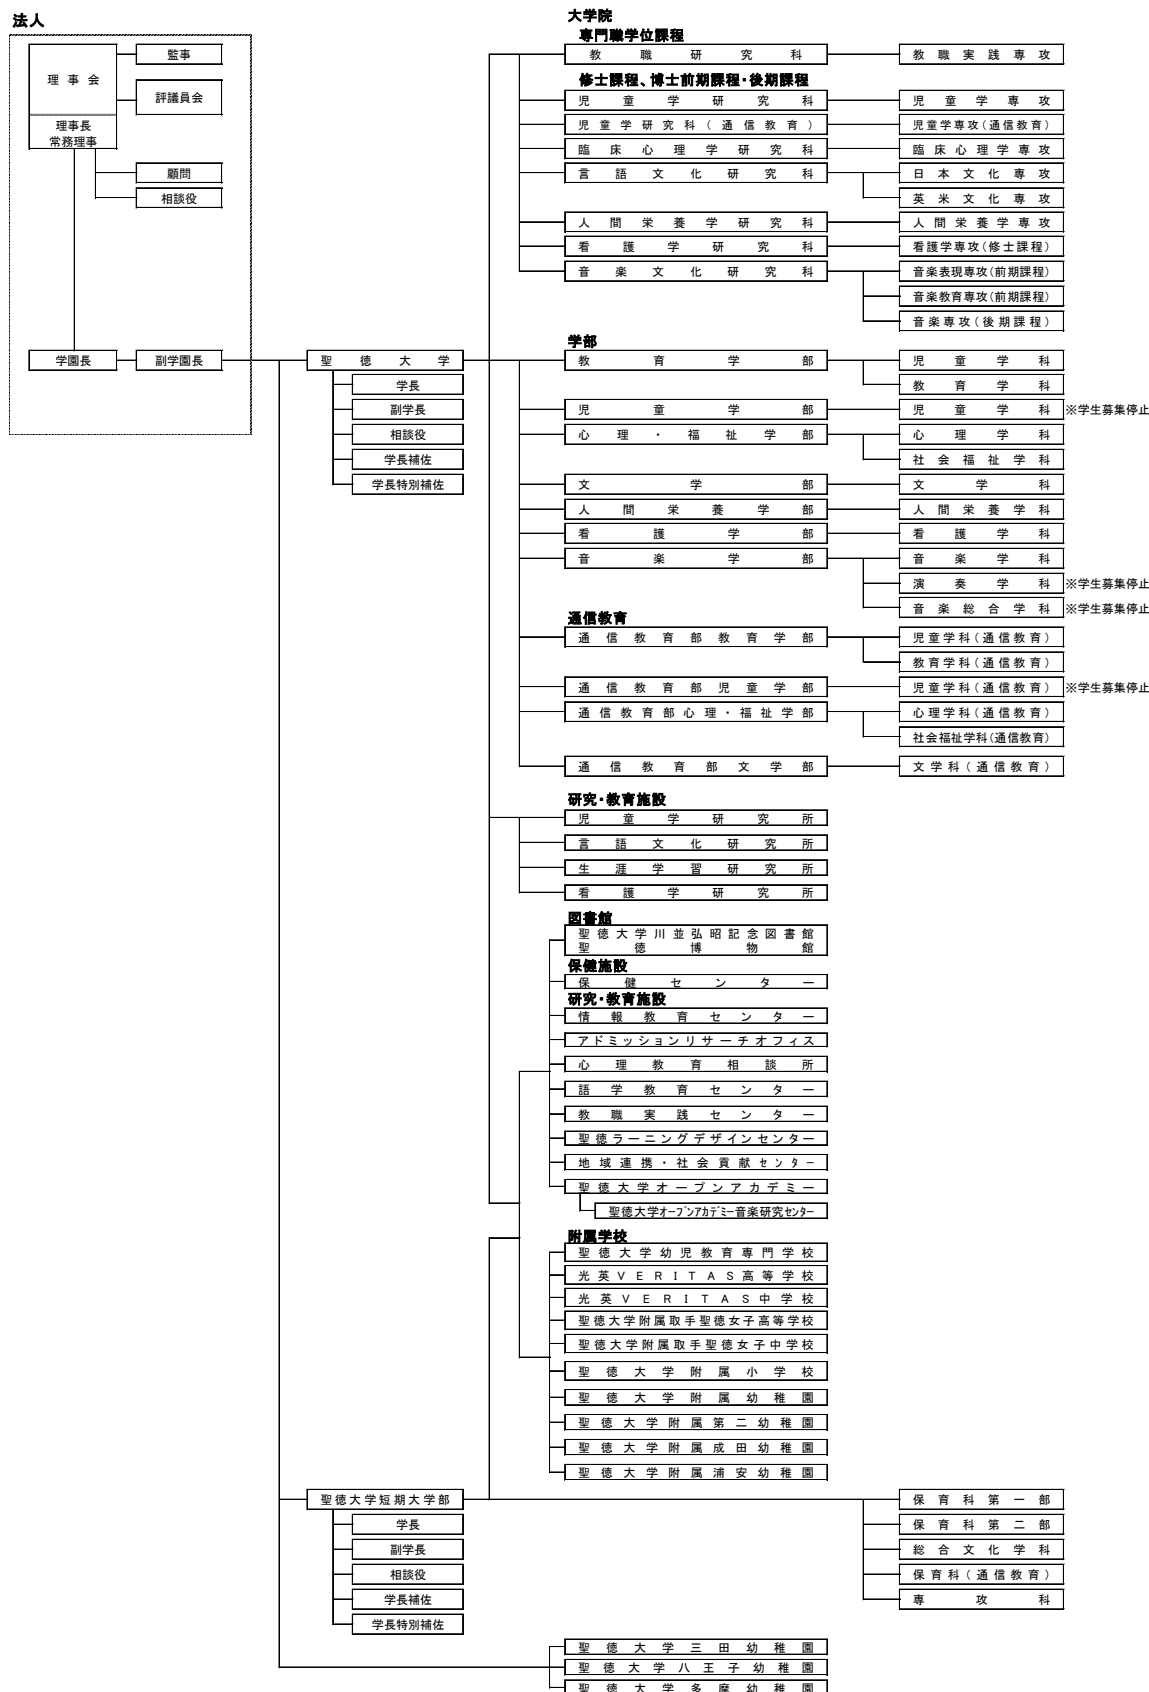 法人
理事会
監事
評議員会
理事長
常務理事
顧問
相談役
学園長
副学園長
聖徳大学
学長
副学長
相談役
学長補佐
学長特別補佐
大学院
専門職学位課程
教職研究科
教職実践専攻
修士課程、博士前期課程・後期課程
児童学研究科
児童学専攻
児童学研究科(通信教育)
児童学専攻(通信教育)
臨床心理学研究科
臨床心理学専攻
言語文化研究科
日本文化専攻
英米文化専攻
人間栄養学研究科
人間栄養学専攻
看護学研究科
看護学専攻(修士課程)
音楽文化研究科
音楽表現専攻(前期課程)
音楽教育専攻(前期課程)
音楽専攻(後期課程)
学部
教育学部
児童学科
教育学科
児童学部
児童学科 ※学生募集停止
心理・福祉学部
心理学科
社会福祉学科
文学部
文学科
人間栄養学部
人間栄養学科
看護学部
看護学科
音楽学部
音楽学科
演奏学科 ※学生募集停止
音楽総合学科 ※学生募集停止
通信教育
通信教育部教育学部
児童学科(通信教育)
教育学科(通信教育)
通信教育部児童学部
児童学科(通信教育) ※学生募集停止
通信教育部心理・福祉学部
心理学科(通信教育)
社会福祉学科(通信教育)
通信教育部文学部
文学科(通信教育)
研究・教育施設
児童学研究所
言語文化研究所
生涯学習研究所
看護学研究所
図書館
聖徳大学川並弘昭記念図書館
聖徳博物館
保健施設
保健センター
研究・教育施設
情報教育センター
アドミッションリサーチオフィス
心理教育相談所
語学教育センター
教職実践センター
聖徳ラーニングデザインセンター
地域連携・社会貢献センター
聖徳大学オープンアカデミー
聖徳大学オープンアカデミー音楽研究センター
附属学校
聖徳大学幼児教育専門学校
光英VERITAS高等学校
光英VERITAS中学校
聖徳大学附属取手聖徳女子高等学校
聖徳大学附属取手聖徳女子中学校
聖徳大学附属小学校
聖徳大学附属幼稚園
聖徳大学附属第二幼稚園
聖徳大学附属成田幼稚園
聖徳大学附属浦安幼稚園
聖徳大学短期大学部
学長
副学長
相談役
学長補佐
学長特別補佐
保育科第一部
保育科第二部
総合文化学科
保育科(通信教育)
専攻科
聖徳大学三田幼稚園
聖徳大学八王子幼稚園
聖徳大学多摩幼稚園